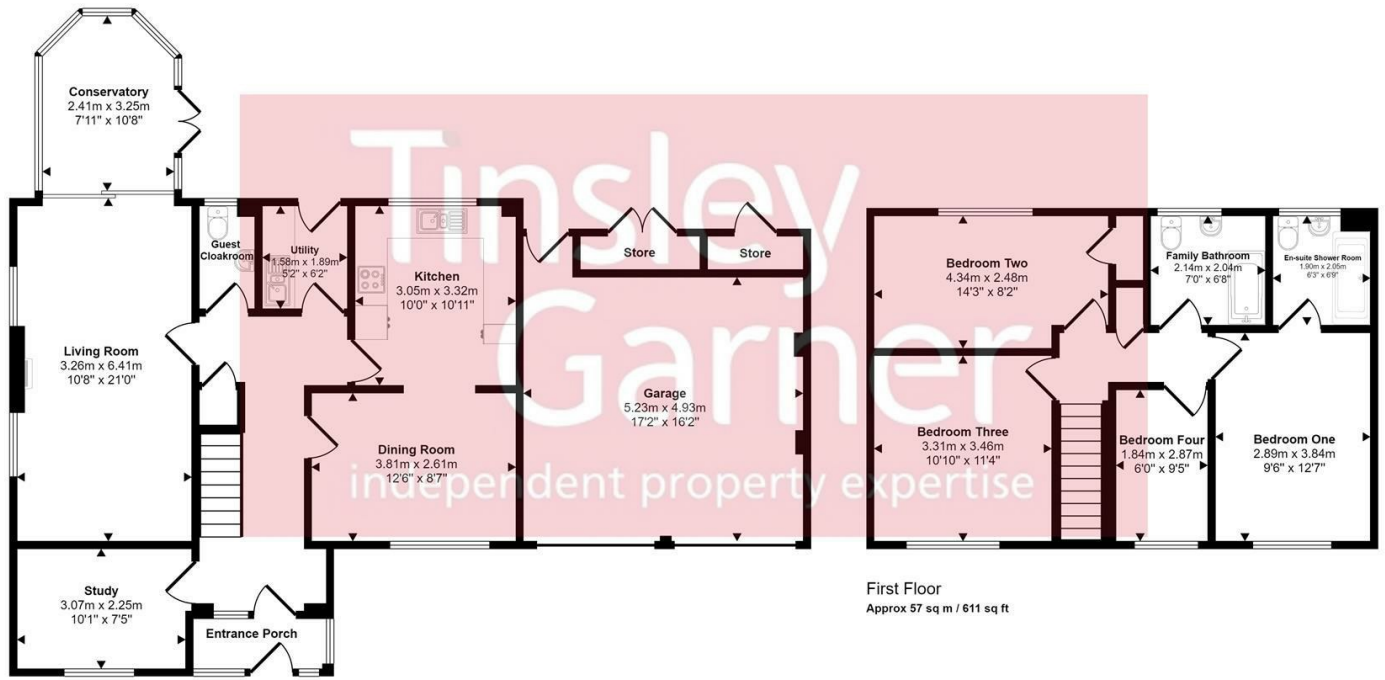 Conservatory
2.41m x 3.25m
7'11" x 10'8"
Tinsley
Garner
independent property expertise
Guest
Cloakroom
Utility
1.58m x 1.89m
5'2" x 6'2"
Kitchen
3.05m x 3.32m
10'0" x 10'11"
Store
Store
Living Room
3.26m x 6.41m
10'8" x 21'0"
Garage
5.23m x 4.93m
17'2" x 16'2"
Dining Room
3.81m x 2.61m
12'6" x 8'7"
Study
3.07m x 2.25m
10'1" x 7'5"
Entrance Porch
Bedroom Two
4.34m x 2.48m
14'3" x 8'2"
Family Bathroom
2.14m x 2.04m
7'0" x 6'8"
En-suite Shower Room
1.90m x 2.05m
6'3" x 6'9"
Bedroom Three
3.31m x 3.46m
10'10" x 11'4"
Bedroom Four
1.84m x 2.87m
6'0" x 9'5"
Bedroom One
2.89m x 3.84m
9'6" x 12'7"
First Floor
Approx 57 sq m / 611 sq ft